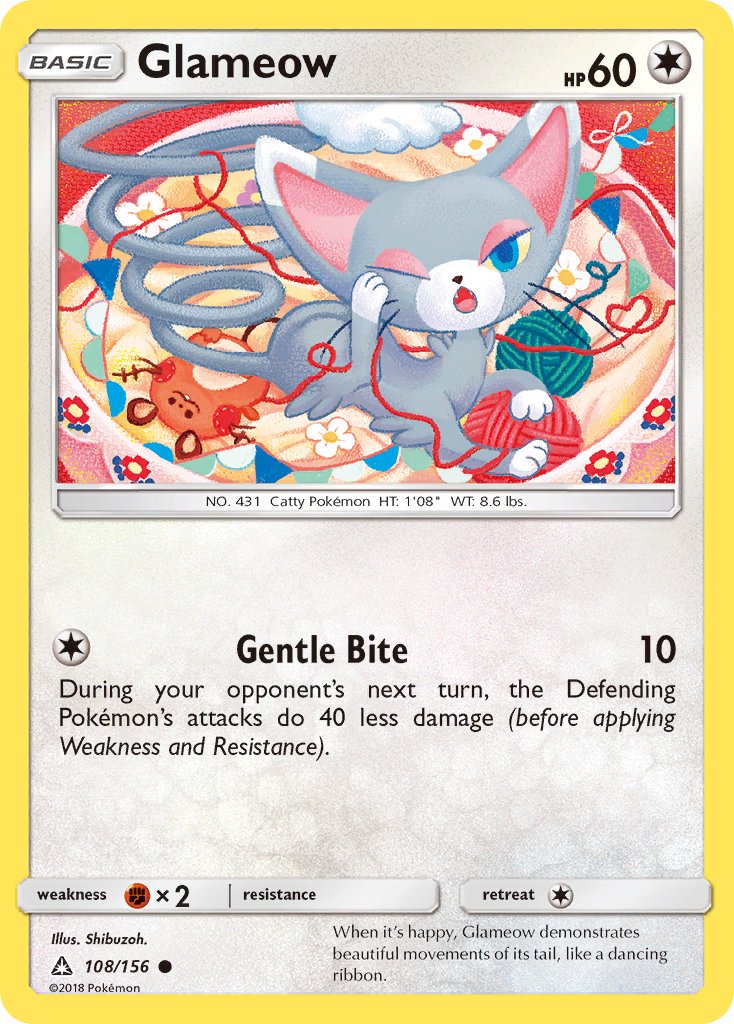 BASIC Glameow HP60
NO. 431 Catty Pokémon HT: 1'08" WT: 8.6 lbs.
Gentle Bite 10
During your opponent's next turn, the Defending
Pokémon's attacks do 40 less damage (before applying
Weakness and Resistance).
weakness ×2 resistance retreat
Illus. Shibuzoh.
108/156
©2018 Pokémon
When it's happy, Glameow demonstrates
beautiful movements of its tail, like a dancing
ribbon.